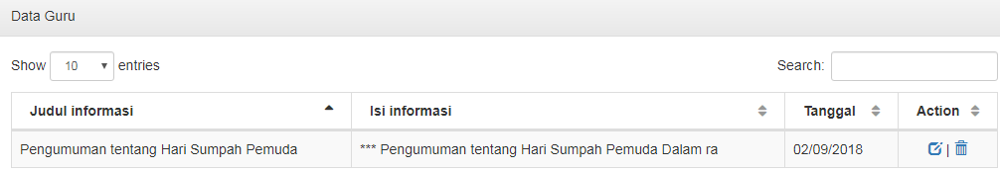 Data Guru
Show 10 entries Search:
Judul informasi Isi informasi Tanggal Action
Pengumuman tentang Hari Sumpah Pemuda *** Pengumuman tentang Hari Sumpah Pemuda Dalam ra 02/09/2018 |